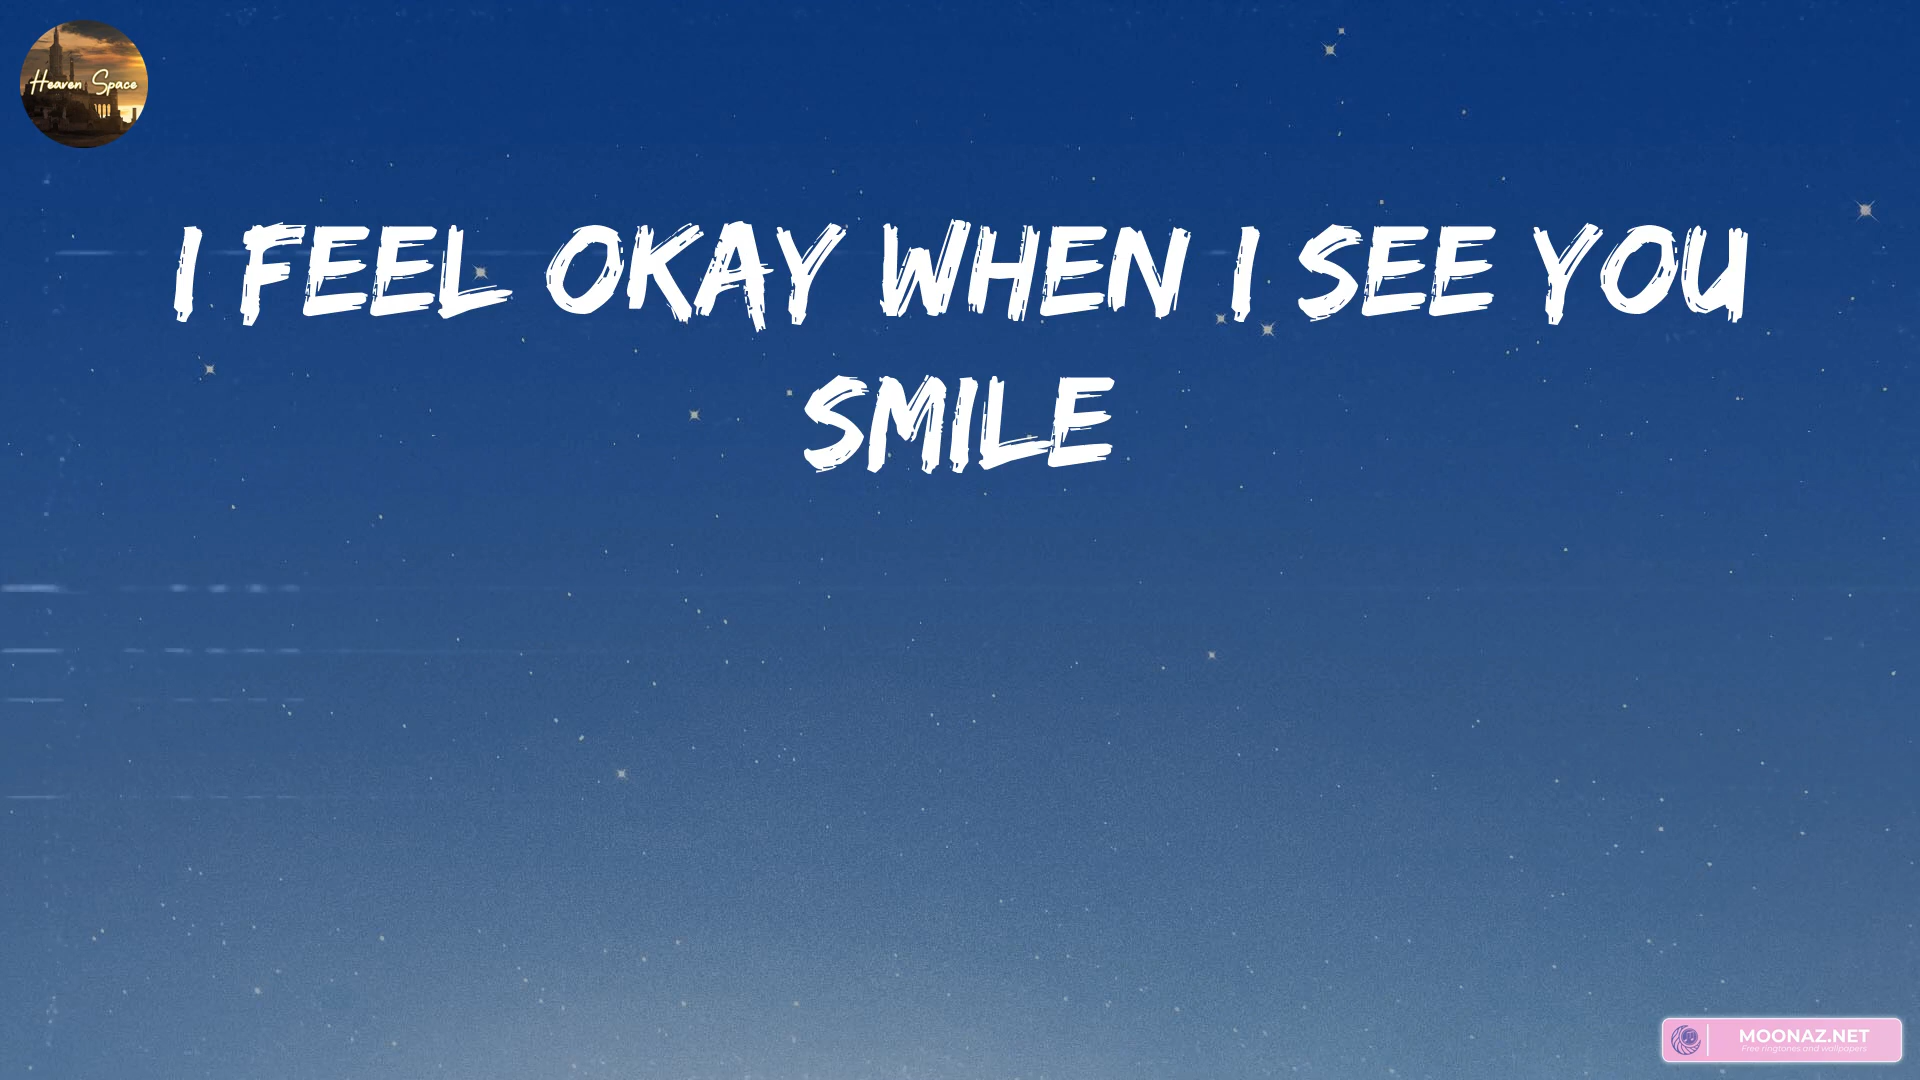 Heaven Space
I FEEL OKAY WHEN I SEE YOU
SMILE
MOONAZ.NET
Free ringtones and wallpapers